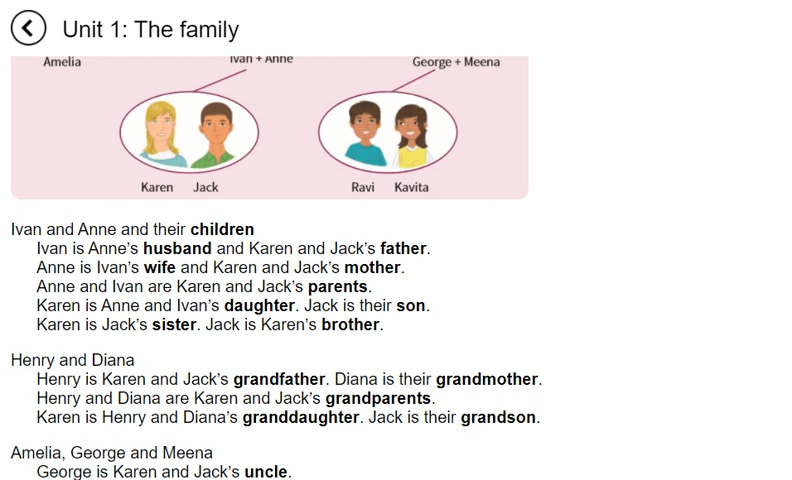 Unit 1: The family
Amelia
Ivan + Anne
George + Meena
Karen Jack
Ravi Kavita
Ivan and Anne and their children
Ivan is Anne’s husband and Karen and Jack’s father.
Anne is Ivan’s wife and Karen and Jack’s mother.
Anne and Ivan are Karen and Jack’s parents.
Karen is Anne and Ivan’s daughter. Jack is their son.
Karen is Jack’s sister. Jack is Karen’s brother.
Henry and Diana
Henry is Karen and Jack’s grandfather. Diana is their grandmother.
Henry and Diana are Karen and Jack’s grandparents.
Karen is Henry and Diana’s granddaughter. Jack is their grandson.
Amelia, George and Meena
George is Karen and Jack’s uncle.